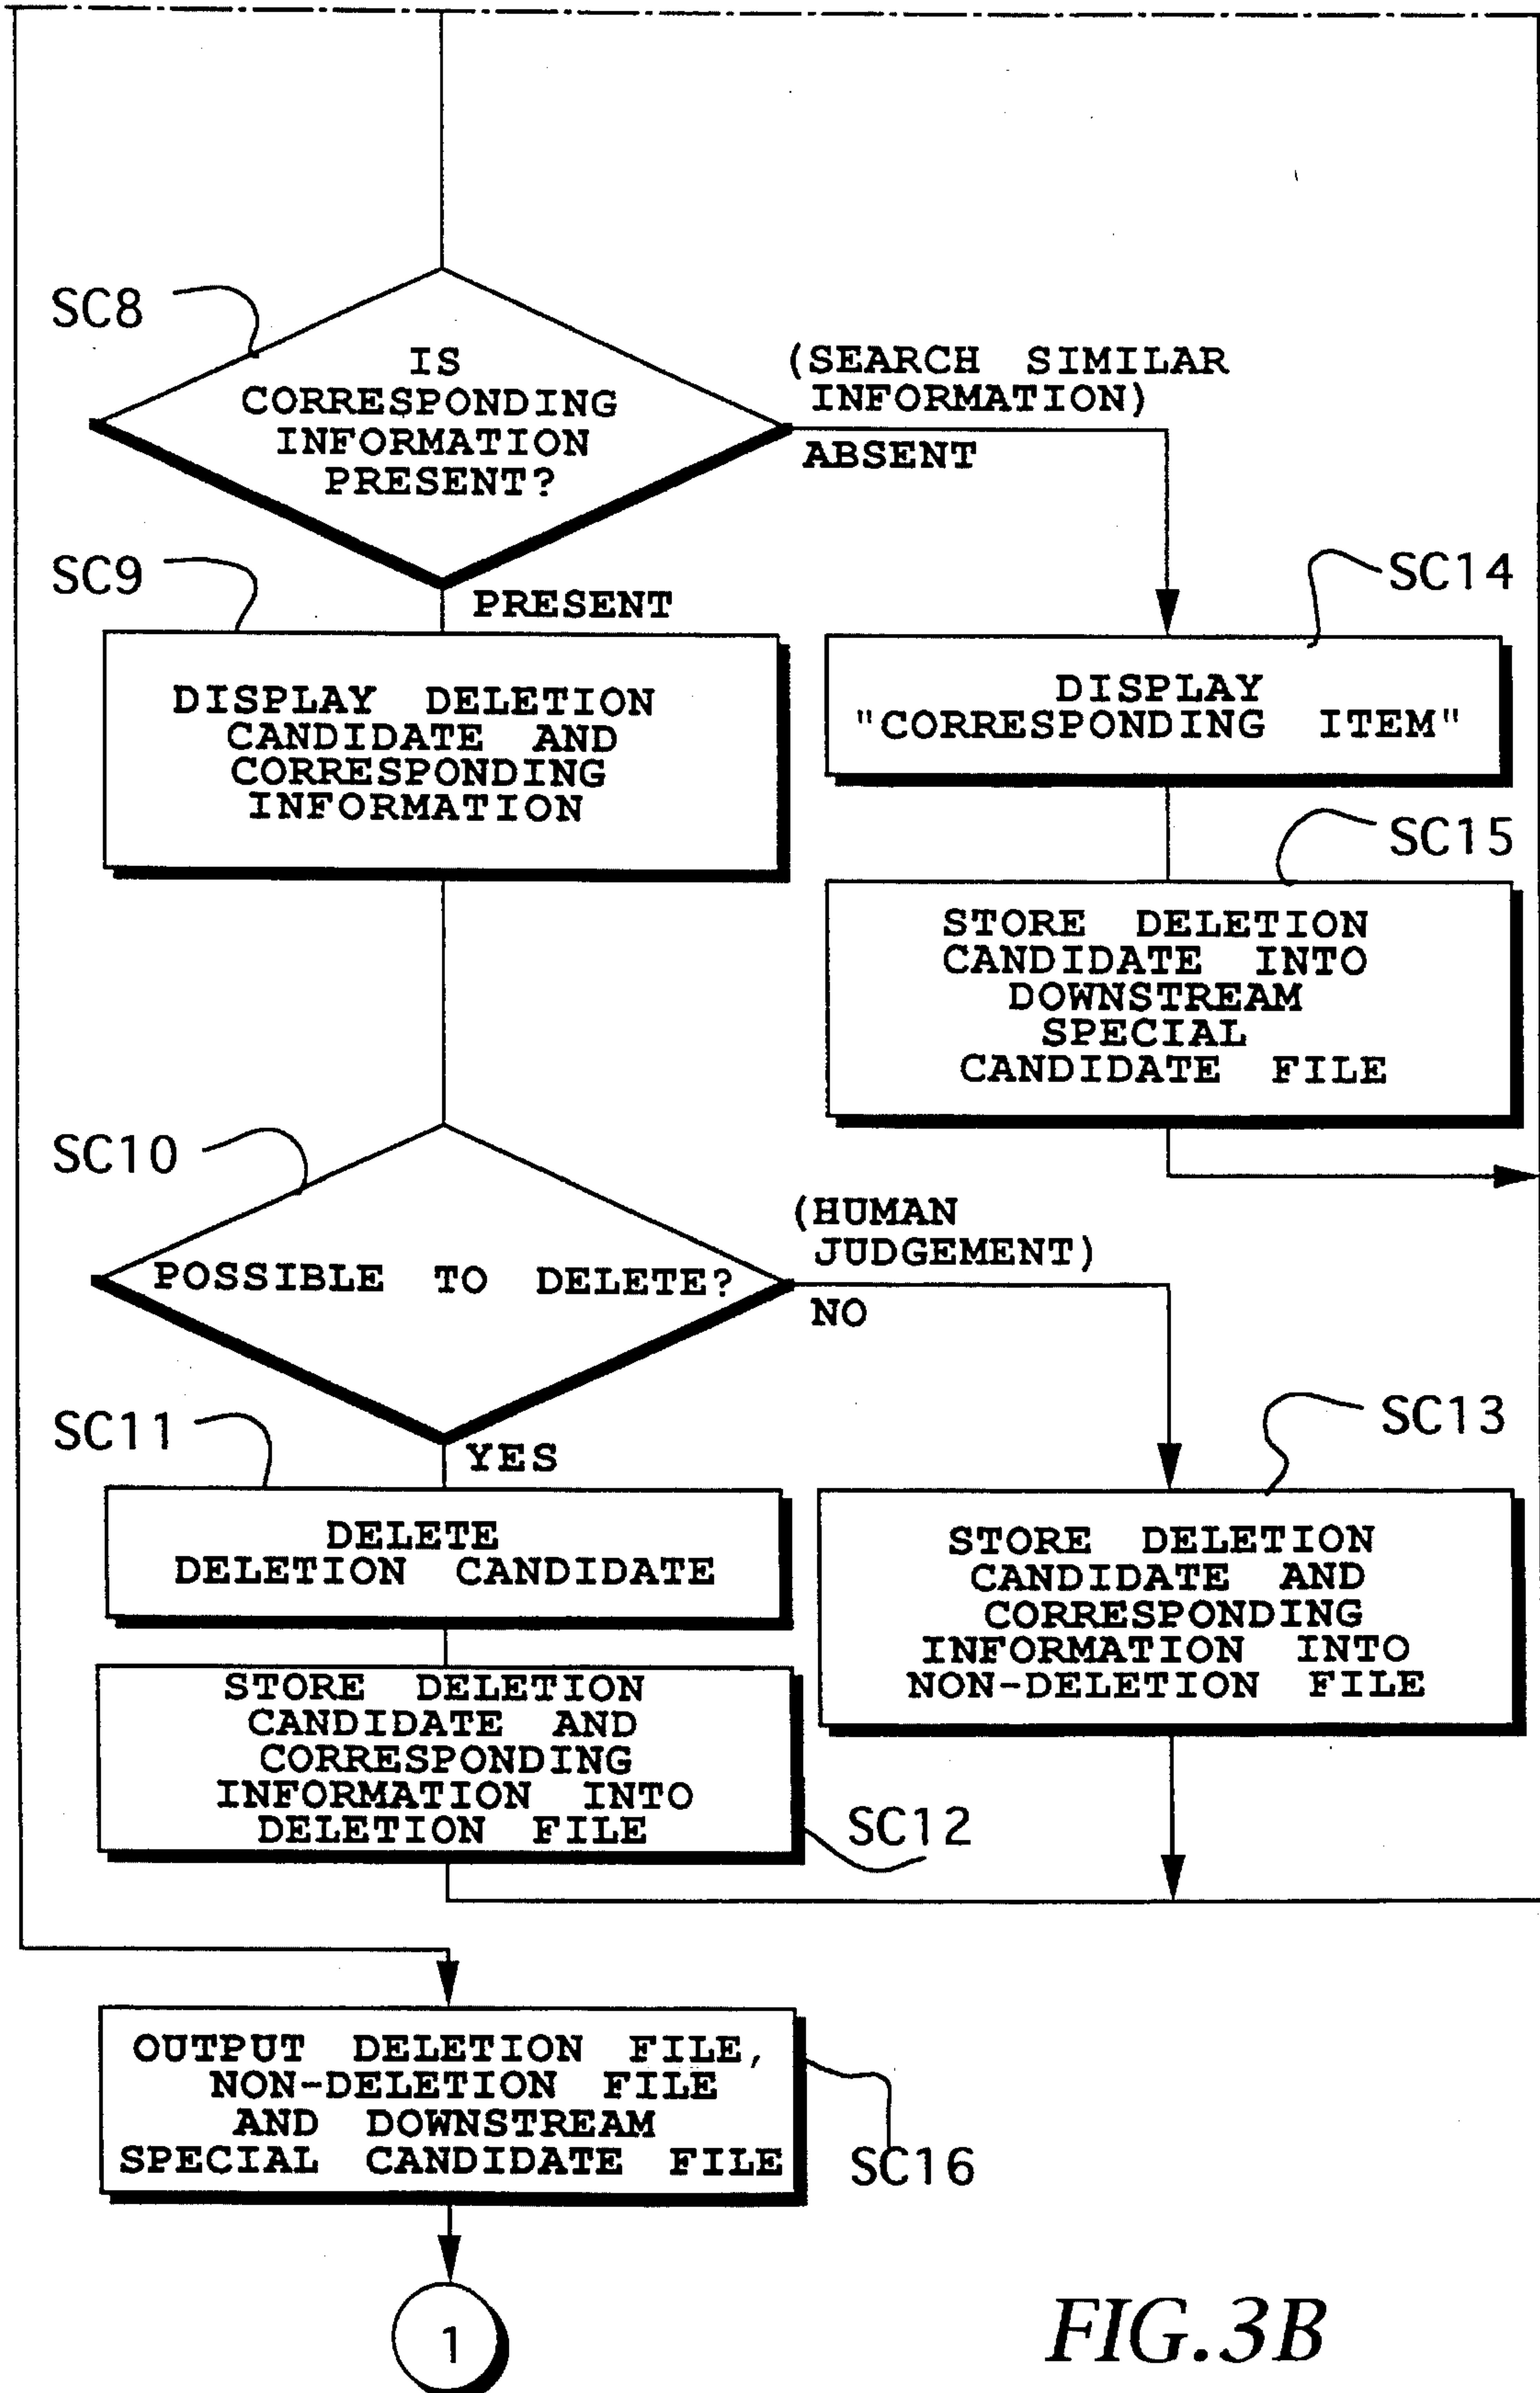 SC8
IS
CORRESPONDING
INFORMATION
PRESENT?
(SEARCH SIMILAR
INFORMATION)
ABSENT
SC9
PRESENT
DISPLAY DELETION
CANDIDATE AND
CORRESPONDING
INFORMATION
SC14
DISPLAY
"CORRESPONDING ITEM"
SC15
STORE DELETION
CANDIDATE INTO
DOWNSTREAM
SPECIAL
CANDIDATE FILE
SC10
POSSIBLE TO DELETE?
(HUMAN
JUDGEMENT)
NO
SC11
YES
DELETE
DELETION CANDIDATE
SC13
STORE DELETION
CANDIDATE AND
CORRESPONDING
INFORMATION INTO
NON-DELETION FILE
STORE DELETION
CANDIDATE AND
CORRESPONDING
INFORMATION INTO
DELETION FILE
SC12
OUTPUT DELETION FILE,
NON-DELETION FILE
AND DOWNSTREAM
SPECIAL CANDIDATE FILE
SC16
1
FIG.3B